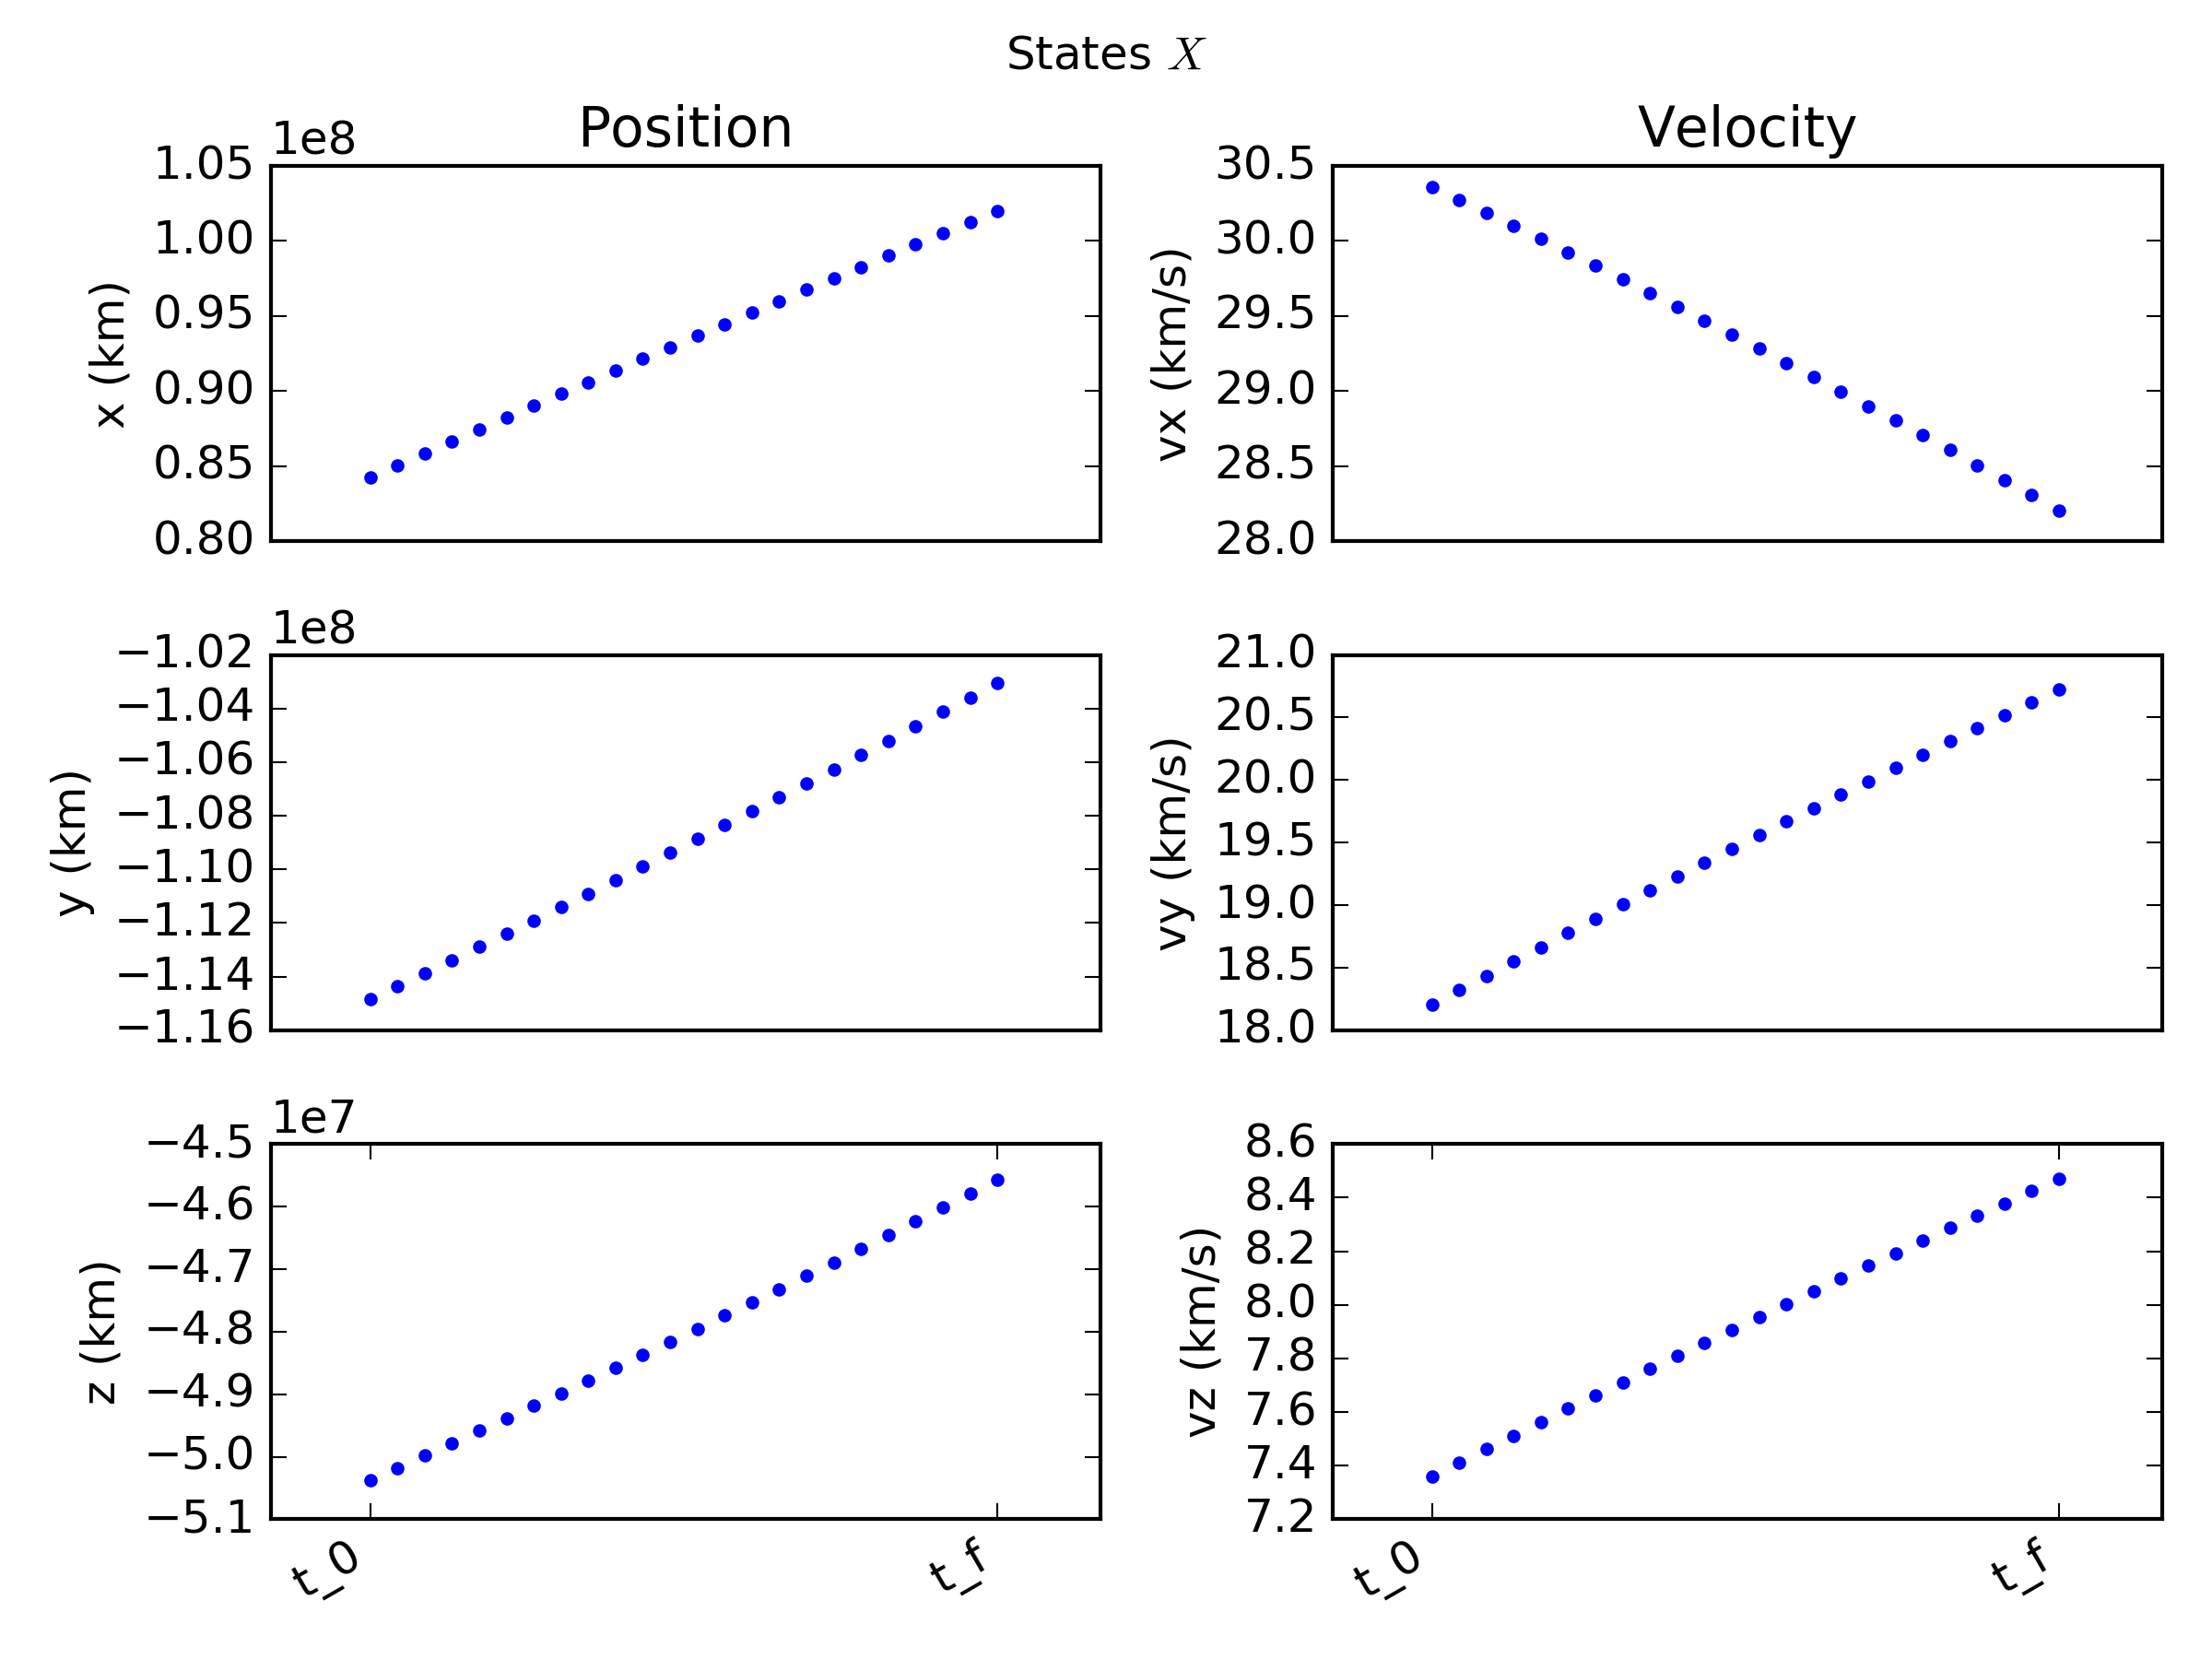 States X
Position
Velocity
1e8
1.05
1.00
0.95
0.90
0.85
0.80
x (km)
30.5
30.0
29.5
29.0
28.5
28.0
vx (km/s)
1e8
−1.02
−1.04
−1.06
−1.08
−1.10
−1.12
−1.14
−1.16
y (km)
21.0
20.5
20.0
19.5
19.0
18.5
18.0
vy (km/s)
1e7
−4.5
−4.6
−4.7
−4.8
−4.9
−5.0
−5.1
z (km)
t_0
t_f
8.6
8.4
8.2
8.0
7.8
7.6
7.4
7.2
vz (km/s)
t_0
t_f